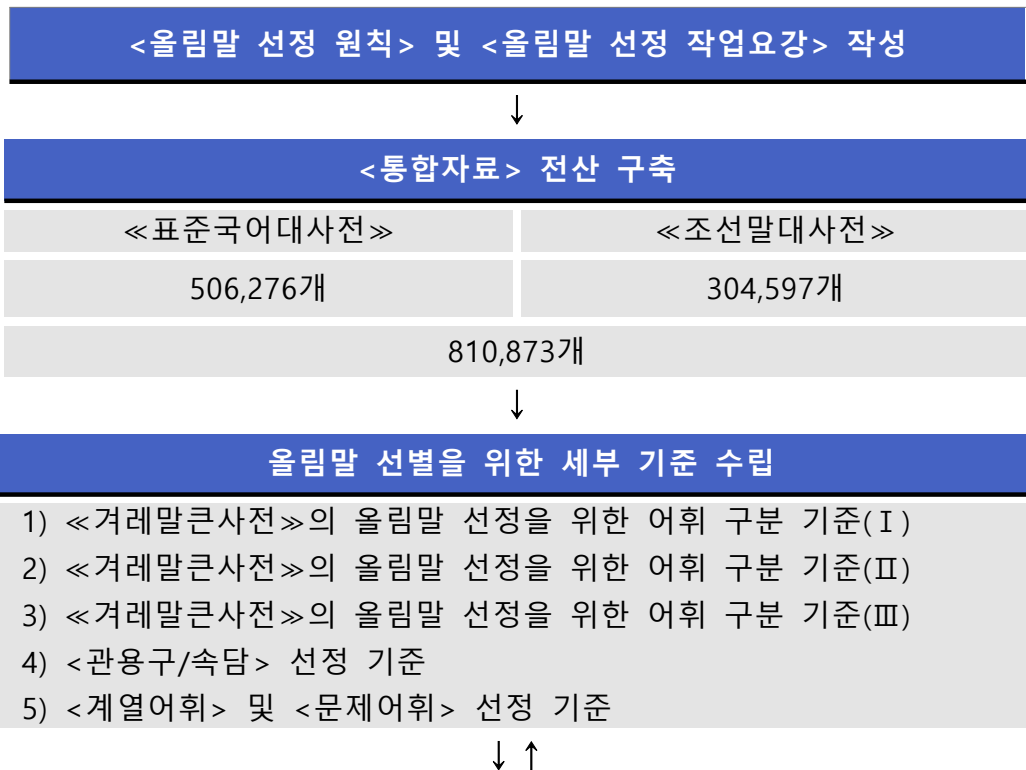 <올림말 선정 원칙> 및 <올림말 선정 작업요강> 작성
↓
<통합자료> 전산 구축
≪표준국어대사전≫ ≪조선말대사전≫
506,276개 304,597개
810,873개
↓
올림말 선별을 위한 세부 기준 수립
1) ≪겨레말큰사전≫의 올림말 선정을 위한 어휘 구분 기준(Ⅰ)
2) ≪겨레말큰사전≫의 올림말 선정을 위한 어휘 구분 기준(Ⅱ)
3) ≪겨레말큰사전≫의 올림말 선정을 위한 어휘 구분 기준(Ⅲ)
4) <관용구/속담> 선정 기준
5) <계열어휘> 및 <문제어휘> 선정 기준
↓ ↑